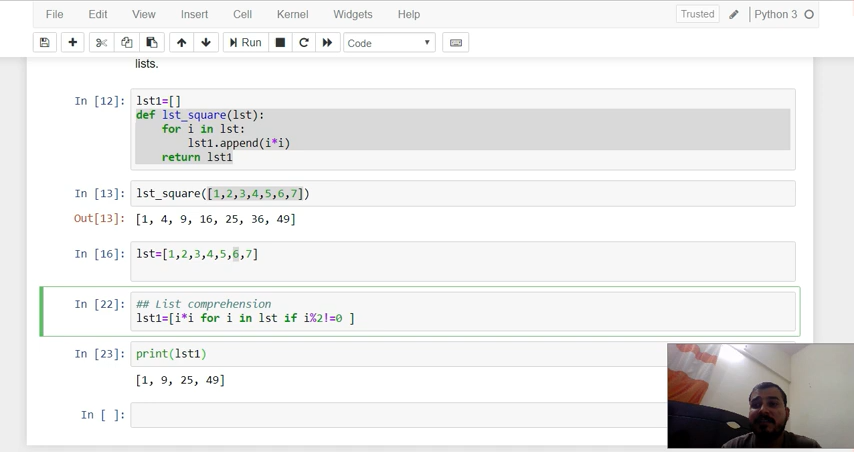 File Edit View Insert Cell Kernel Widgets Help Trusted Python 3
Run Code
lists.
In [12]: lst1=[]
def lst_square(lst):
for i in lst:
lst1.append(i*i)
return lst1
In [13]: lst_square([1,2,3,4,5,6,7])
Out[13]: [1, 4, 9, 16, 25, 36, 49]
In [16]: lst=[1,2,3,4,5,6,7]
In [22]: ## List comprehension
lst1=[i*i for i in lst if i%2!=0 ]
In [23]: print(lst1)
[1, 9, 25, 49]
In [ ]: